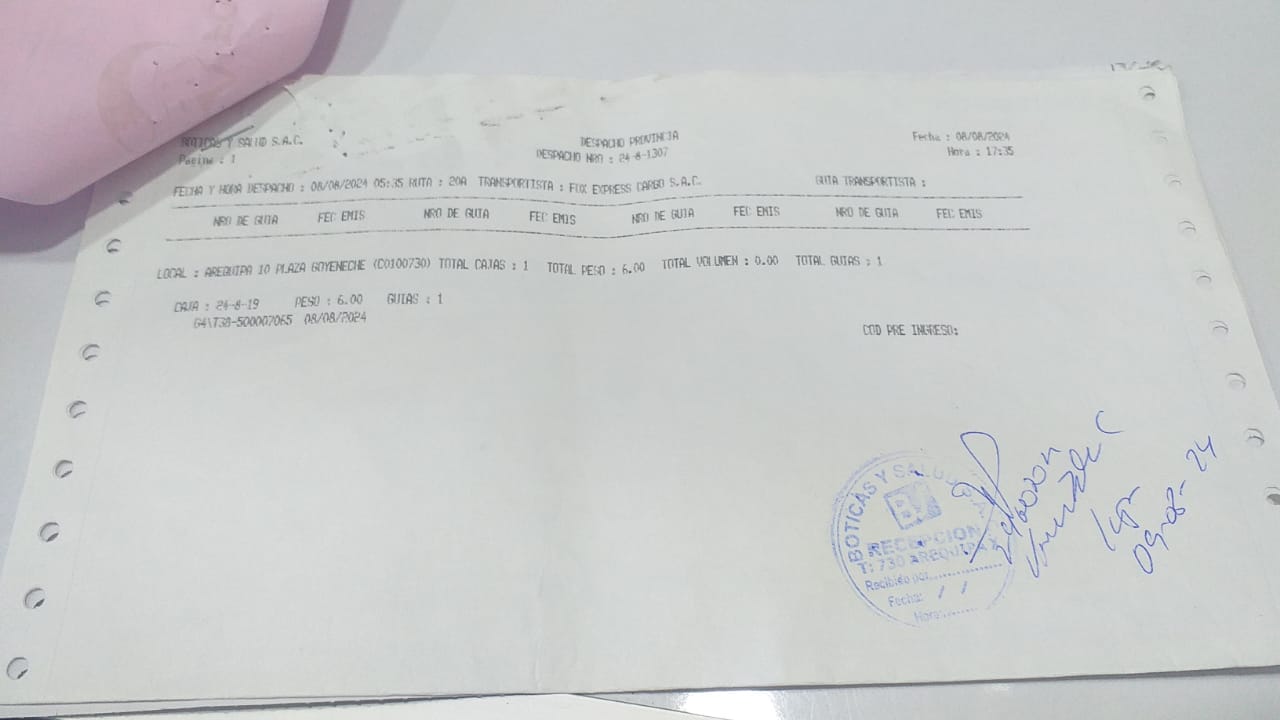 BOTICAS Y SALUD S.A.C.
Pagina : 1
DESPACHO PROVINCIA
DESPACHO NRO : 24-8-1307
Fecha : 08/08/2024
Hora : 17:35
FECHA Y HORA DESPACHO : 08/08/2024 05:35 RUTA : 20A TRANSPORTISTA : FOX EXPRESS CARGO S.A.C. GUIA TRANSPORTISTA :
NRO DE GUIA FEC EMIS NRO DE GUIA FEC EMIS NRO DE GUIA FEC EMIS NRO DE GUIA FEC EMIS
LOCAL : AREQUIPA 10 PLAZA GOYENECHE (C0100730) TOTAL CAJAS : 1 TOTAL PESO : 6.00 TOTAL VOLUMEN : 0.00 TOTAL GUIAS : 1
CAJA : 24-8-19 PESO : 6.00 GUIAS : 1
G4\T38-500007065 08/08/2024
COD PRE INGRESO:
BOTICAS Y SALUD
BY
RECEPCION
T: 730 AREQUIPA
Recibido por
Fecha: / /
Hora:
09-08-24